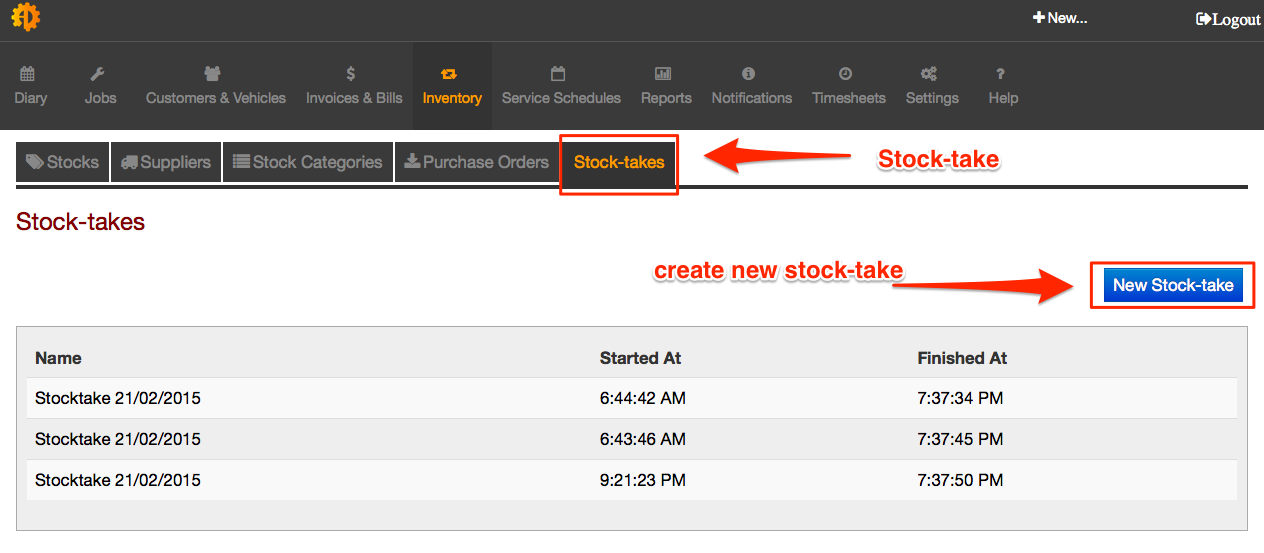 New... Logout
Diary Jobs Customers & Vehicles Invoices & Bills Inventory Service Schedules Reports Notifications Timesheets Settings Help
Stocks Suppliers Stock Categories Purchase Orders Stock-takes Stock-take
Stock-takes
create new stock-take
New Stock-take
Name Started At Finished At
Stocktake 21/02/2015 6:44:42 AM 7:37:34 PM
Stocktake 21/02/2015 6:43:46 AM 7:37:45 PM
Stocktake 21/02/2015 9:21:23 PM 7:37:50 PM